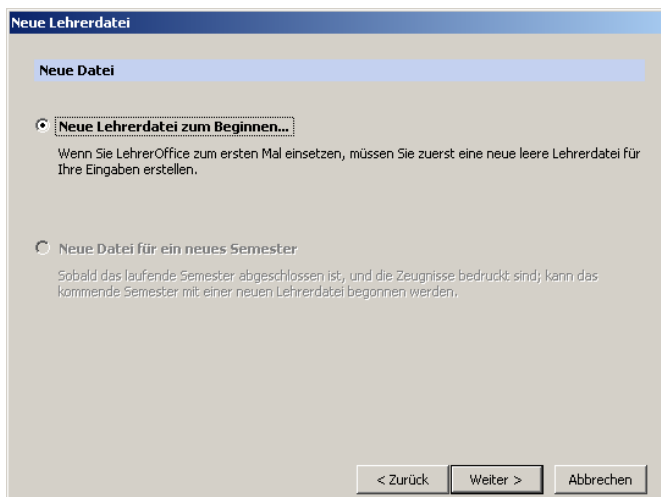 Neue Lehrerdatei
Neue Datei
Neue Lehrerdatei zum Beginnen...
Wenn Sie LehrerOffice zum ersten Mal einsetzen, müssen Sie zuerst eine neue leere Lehrerdatei für
Ihre Eingaben erstellen.
Neue Datei für ein neues Semester
Sobald das laufende Semester abgeschlossen ist, und die Zeugnisse bedruckt sind; kann das
kommende Semester mit einer neuen Lehrerdatei begonnen werden.
< Zurück Weiter > Abbrechen